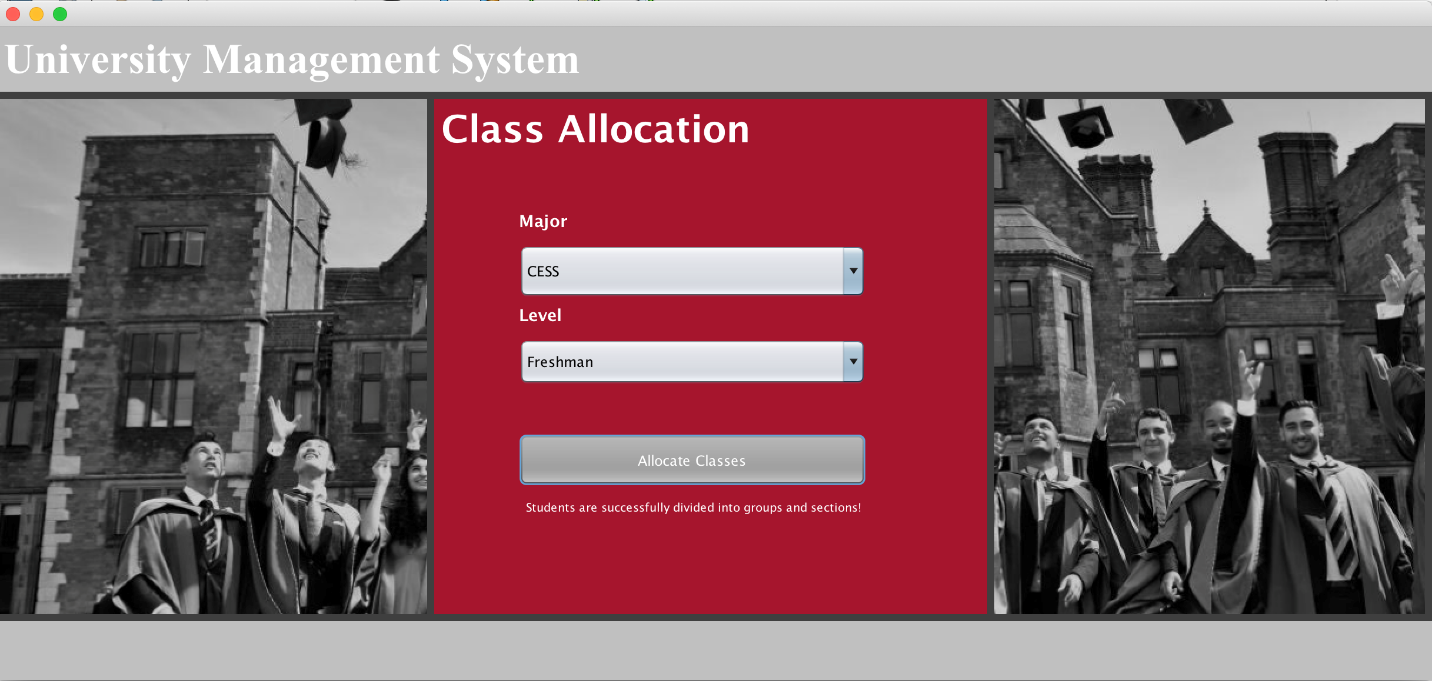 University Management System
Class Allocation
Major
CESS
Level
Freshman
Allocate Classes
Students are successfully divided into groups and sections!